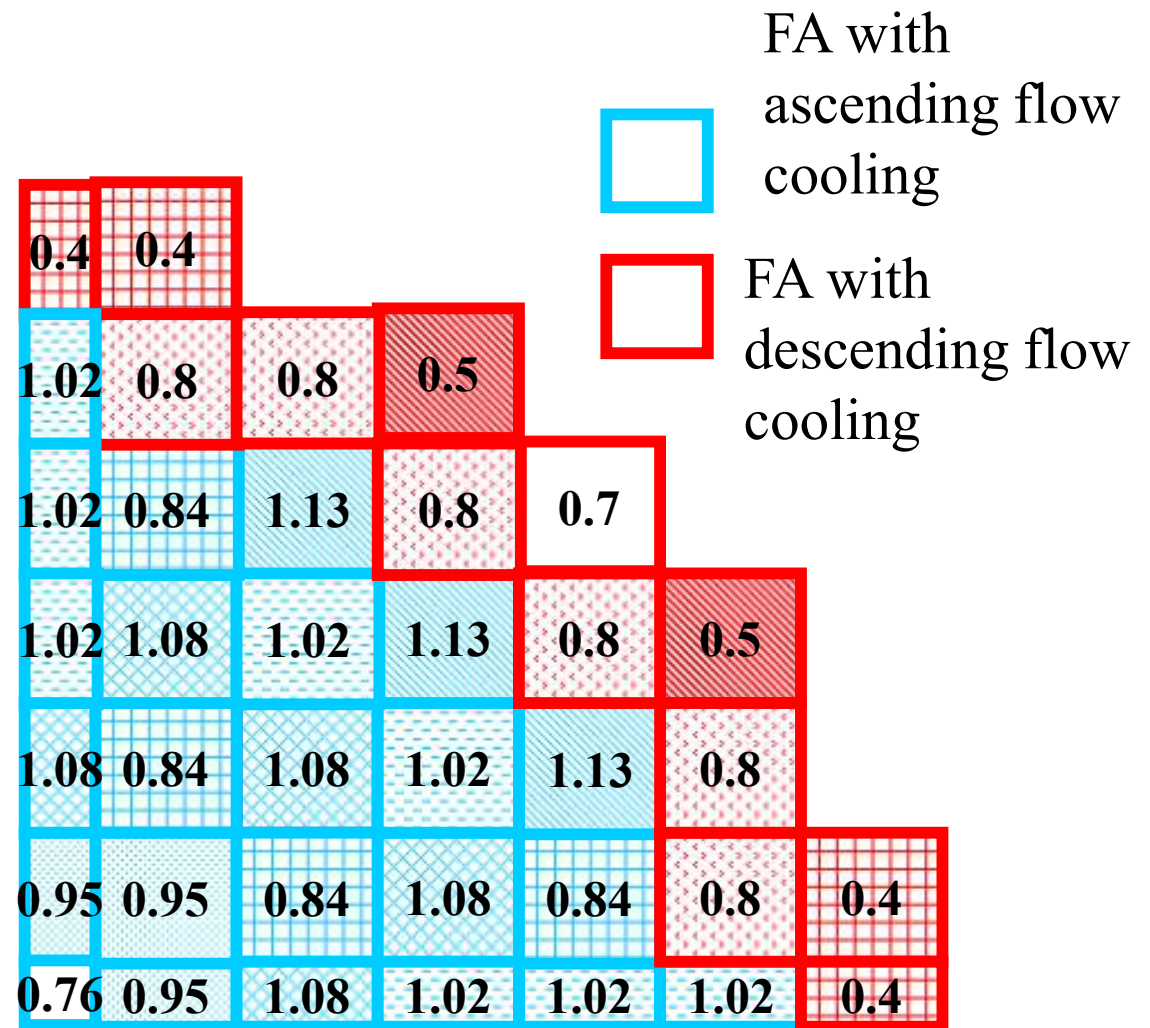 FA with
ascending flow
cooling
FA with
descending flow
cooling
0.4 0.4
1.02 0.8 0.8 0.5
1.02 0.84 1.13 0.8 0.7
1.02 1.08 1.02 1.13 0.8 0.5
1.08 0.84 1.08 1.02 1.13 0.8
0.95 0.95 0.84 1.08 0.84 0.8 0.4
0.76 0.95 1.08 1.02 1.02 1.02 0.4